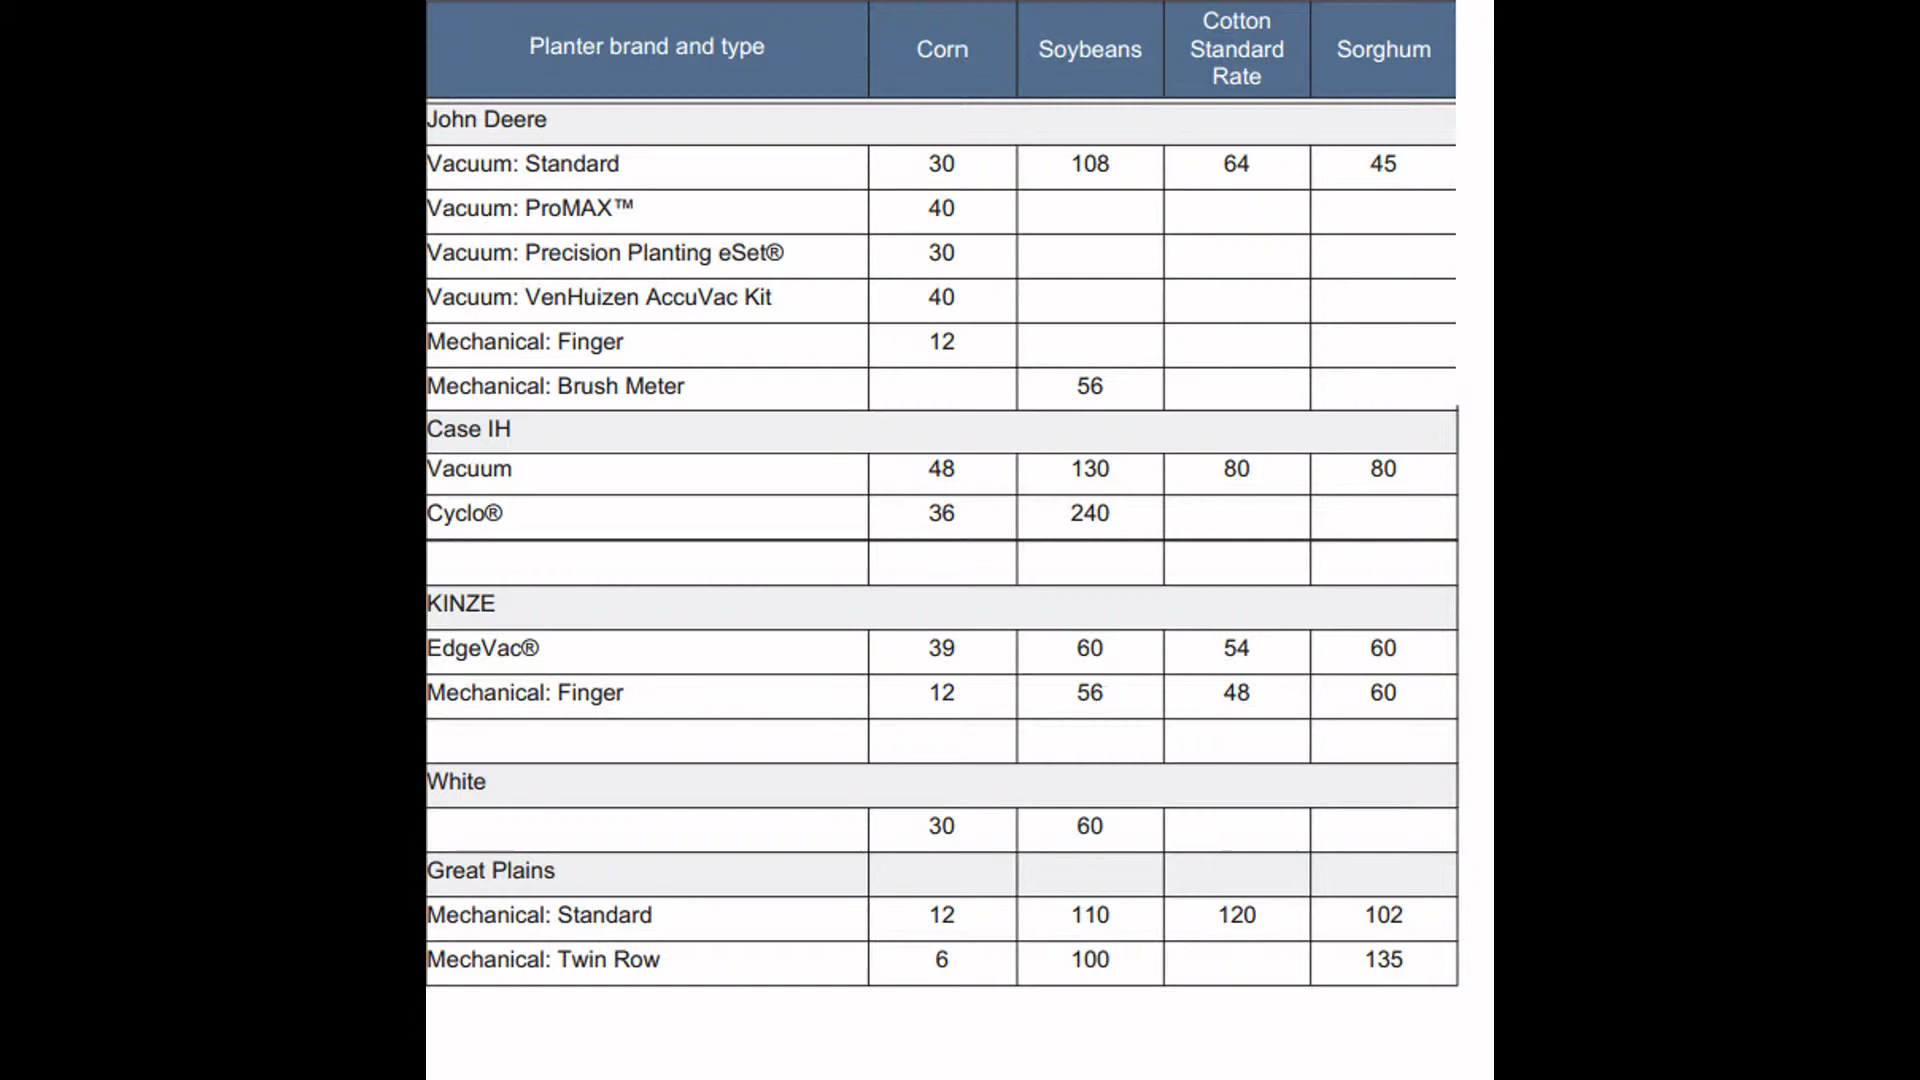 Planter brand and type Corn Soybeans Cotton Standard Rate Sorghum
John Deere
Vacuum: Standard 30 108 64 45
Vacuum: ProMAX™ 40
Vacuum: Precision Planting eSet® 30
Vacuum: VenHuizen AccuVac Kit 40
Mechanical: Finger 12
Mechanical: Brush Meter 56
Case IH
Vacuum 48 130 80 80
Cyclo® 36 240
KINZE
EdgeVac® 39 60 54 60
Mechanical: Finger 12 56 48 60
White
30 60
Great Plains
Mechanical: Standard 12 110 120 102
Mechanical: Twin Row 6 100 135